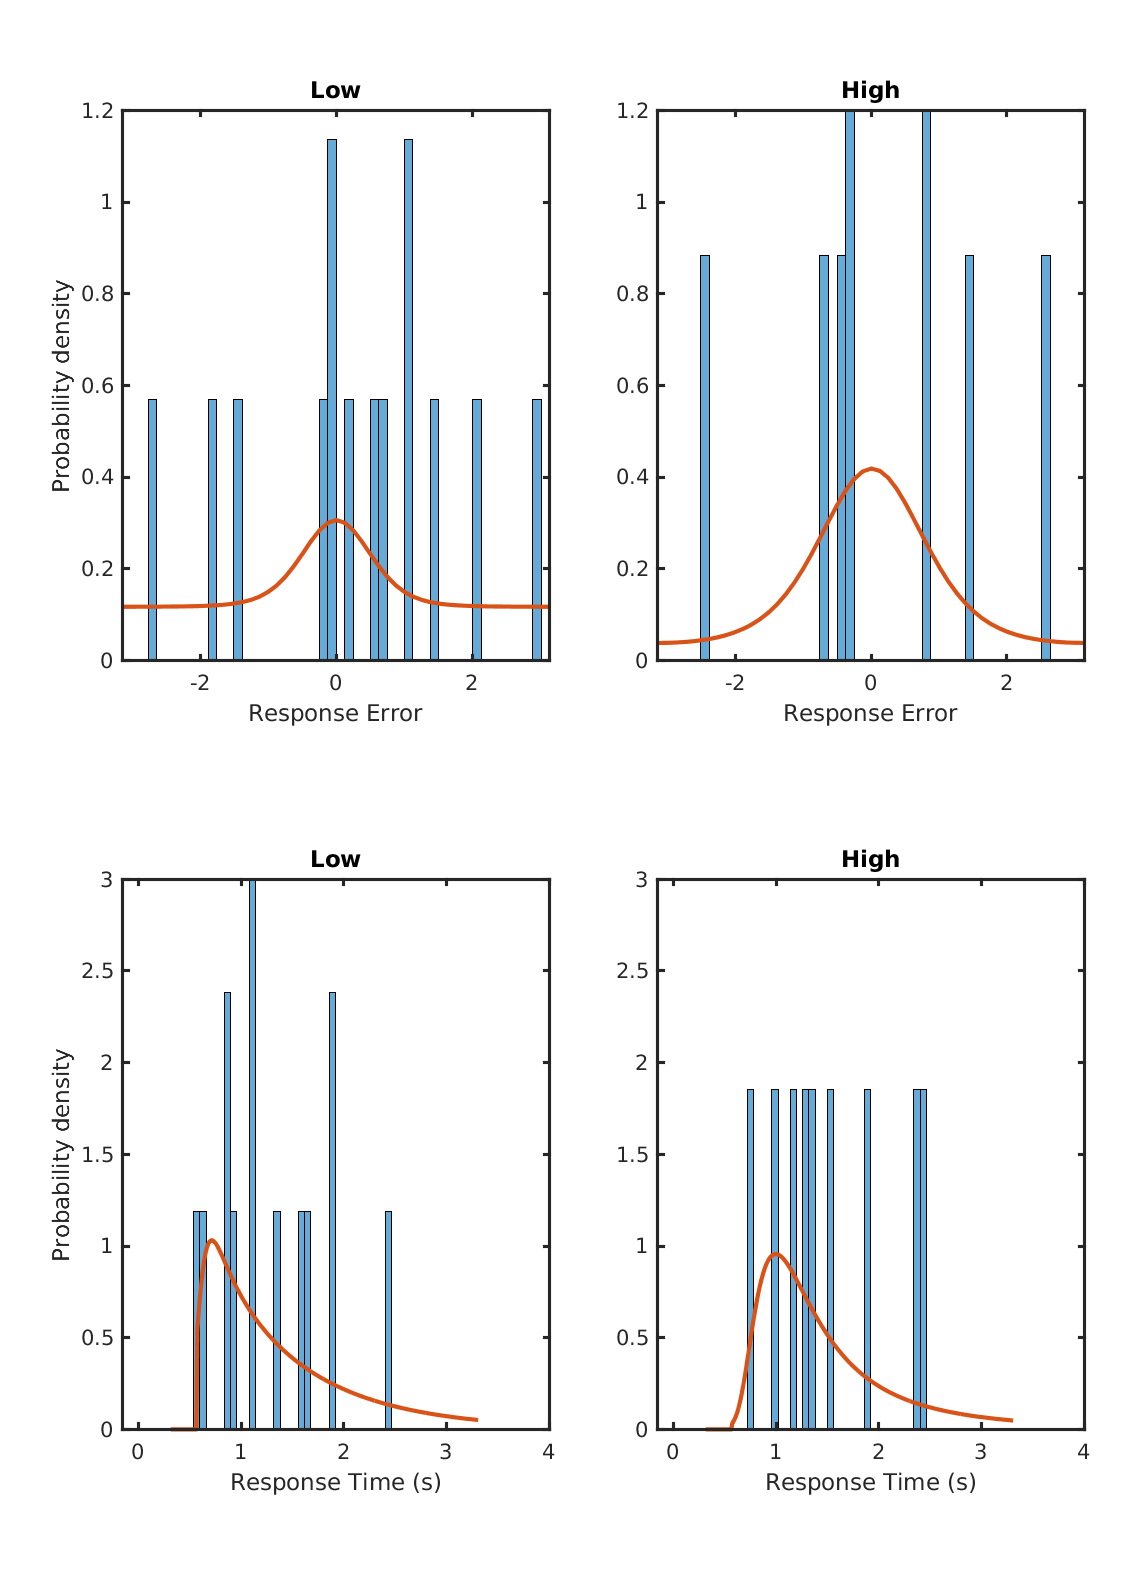 Low High
1.2 1.2
1 1
0.8 0.8
0.6 0.6
0.4 0.4
0.2 0.2
0 0
Probability density
-2 0 2 -2 0 2
Response Error Response Error
Low High
3 3
2.5 2.5
2 2
1.5 1.5
1 1
0.5 0.5
0 0
Probability density
0 1 2 3 4 0 1 2 3 4
Response Time (s) Response Time (s)